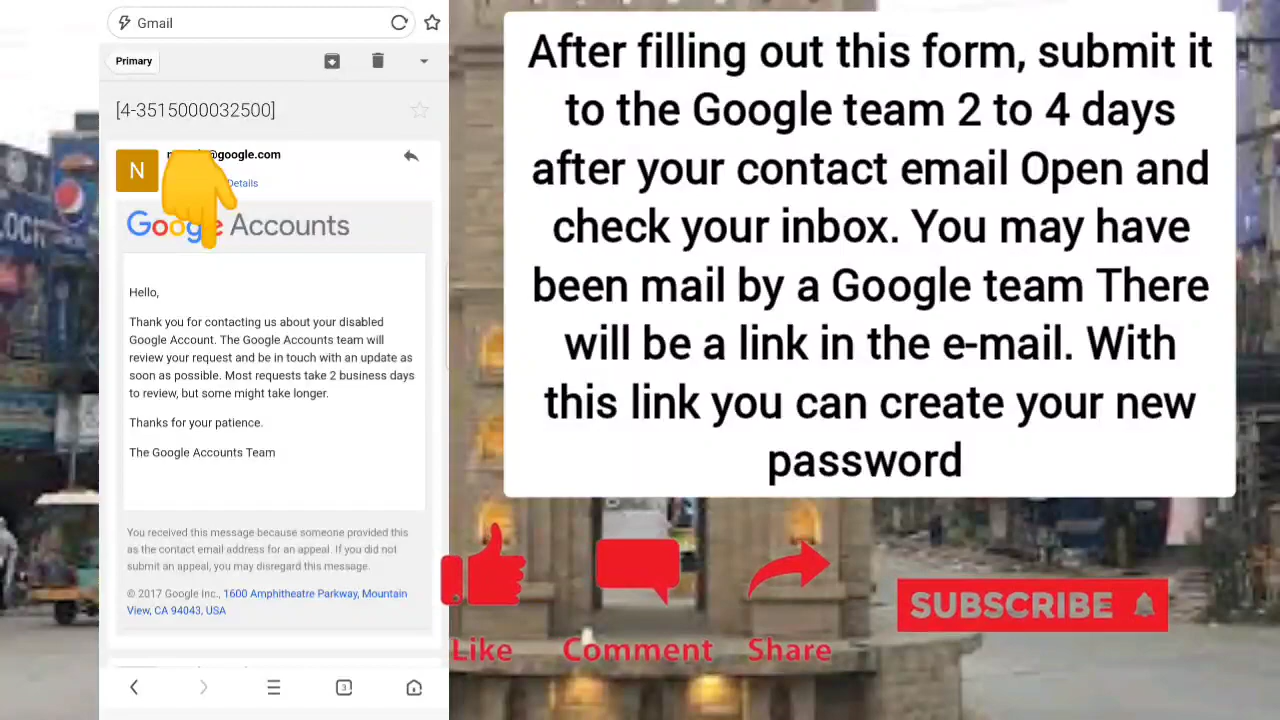 Gmail
Primary
[4-3515000032500]
N
@google.com
Details
Google Accounts
Hello,
Thank you for contacting us about your disabled
Google Account. The Google Accounts team will
review your request and be in touch with an update as
soon as possible. Most requests take 2 business days
to review, but some might take longer.
Thanks for your patience.
The Google Accounts Team
You received this message because someone provided this
as the contact email address for an appeal. If you did not
submit an appeal, you may disregard this message.
© 2017 Google Inc., 1600 Amphitheatre Parkway, Mountain
View, CA 94043, USA
3
After filling out this form, submit it
to the Google team 2 to 4 days
after your contact email Open and
check your inbox. You may have
been mail by a Google team There
will be a link in the e-mail. With
this link you can create your new
password
Like
Comment
Share
SUBSCRIBE
pepsi